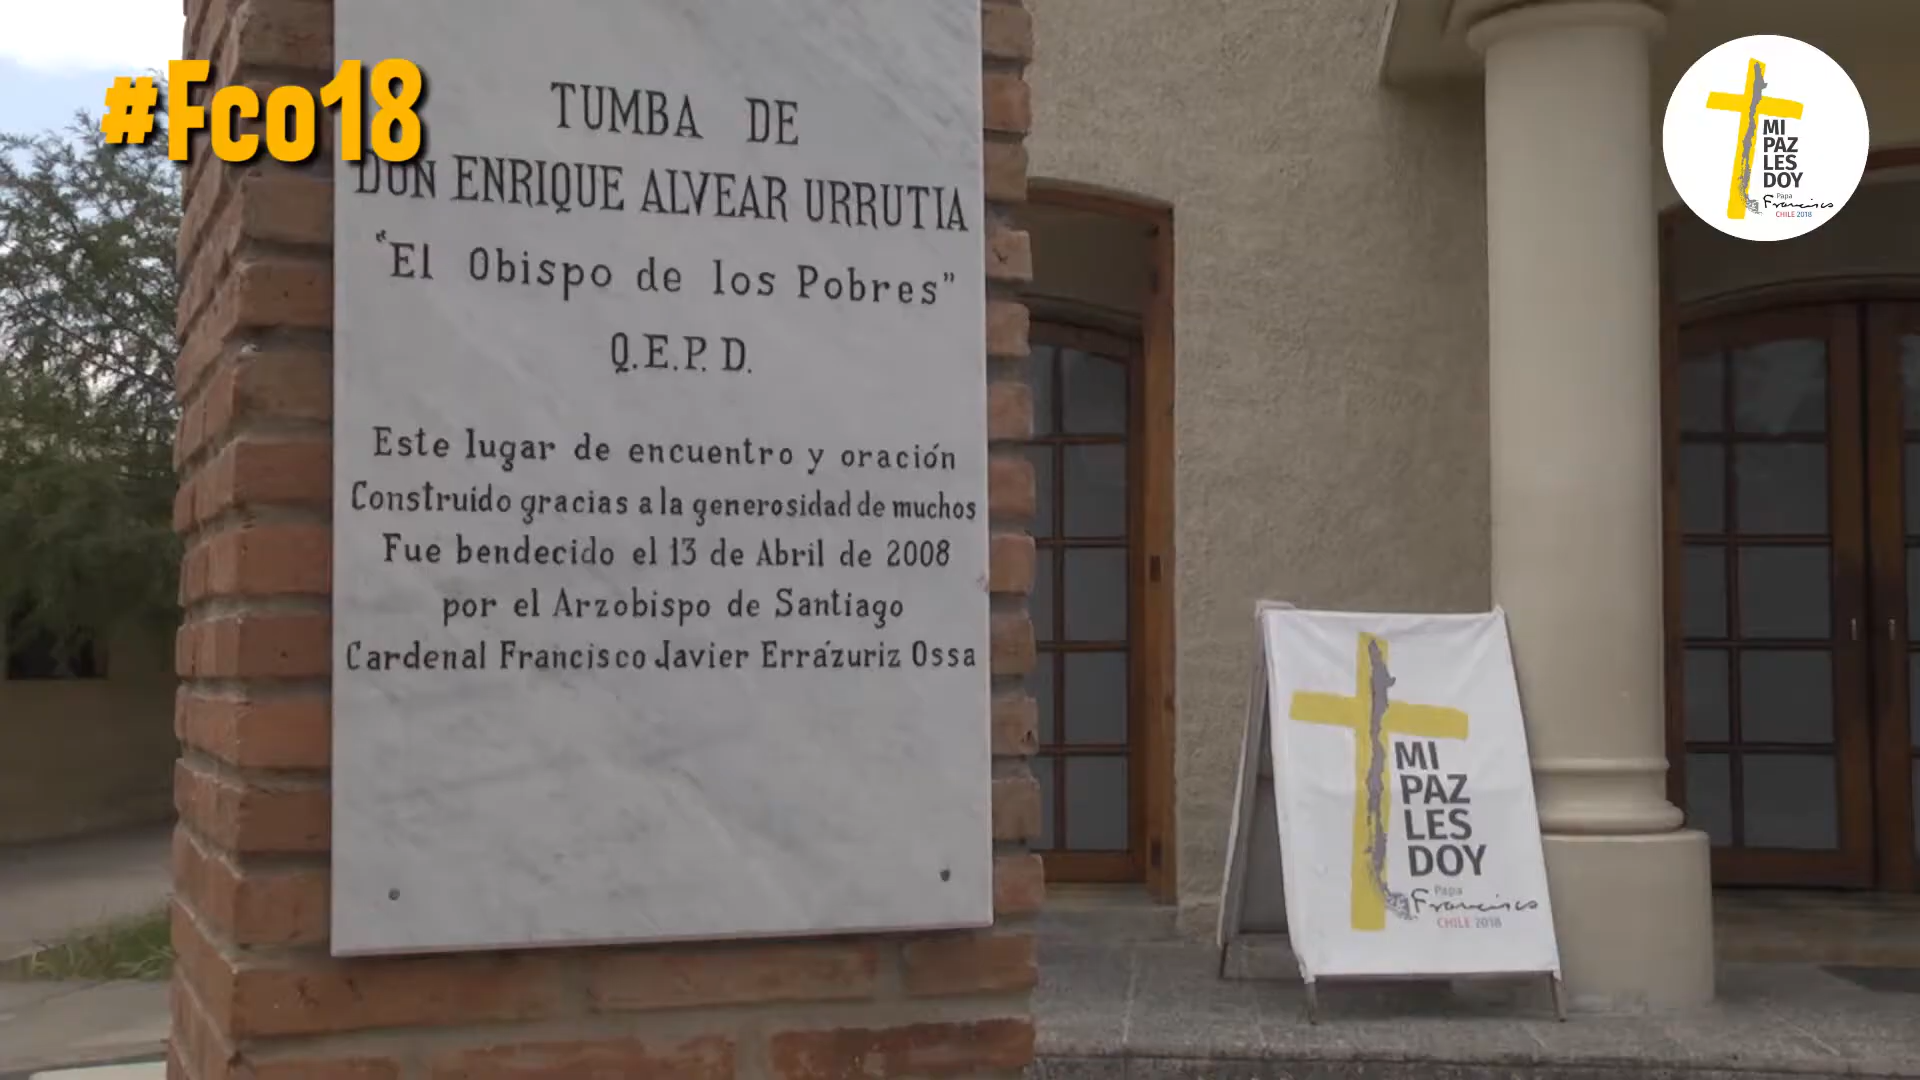 #Fco18
TUMBA DE
DON ENRIQUE ALVEAR URRUTIA
"El Obispo de los Pobres"
Q.E.P.D.
Este lugar de encuentro y oración
Construido gracias a la generosidad de muchos
Fue bendecido el 13 de Abril de 2008
por el Arzobispo de Santiago
Cardenal Francisco Javier Errázuriz Ossa
MI
PAZ
LES
DOY
Papa
Francisco
CHILE 2018
MI
PAZ
LES
DOY
Papa
Francisco
CHILE 2018